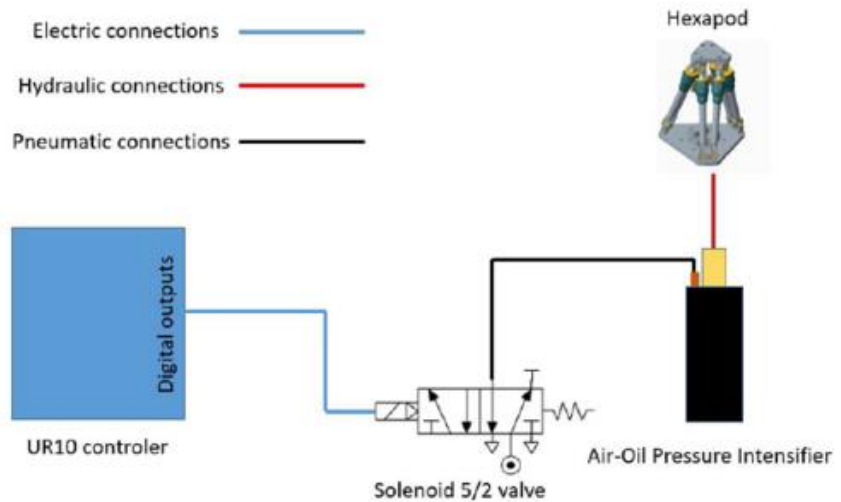 Electric connections
Hydraulic connections
Pneumatic connections
Hexapod
Digital outputs
UR10 controler
Solenoid 5/2 valve
Air-Oil Pressure Intensifier